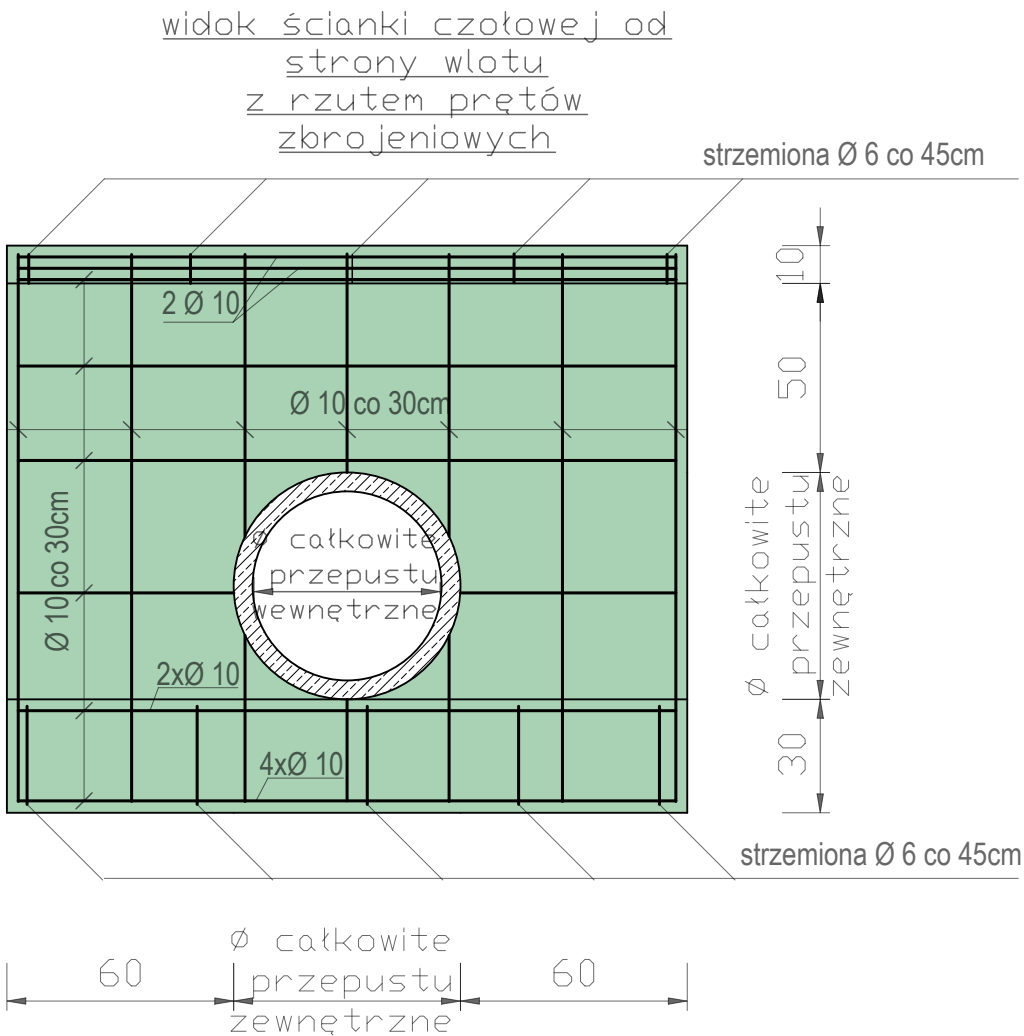 widok ścianki czołowej od
strony wlotu
z rzutem prętów
zbrojeniowych
strzemiona Ø 6 co 45cm
10
2 Ø 10
50
Ø 10 co 30cm
Ø całkowite
przepustu
zewnętrzne
Ø całkowite
przepustu
wewnętrzne
Ø 10 co 30cm
2xØ 10
4xØ 10
30
strzemiona Ø 6 co 45cm
60
Ø całkowite
przepustu
zewnętrzne
60